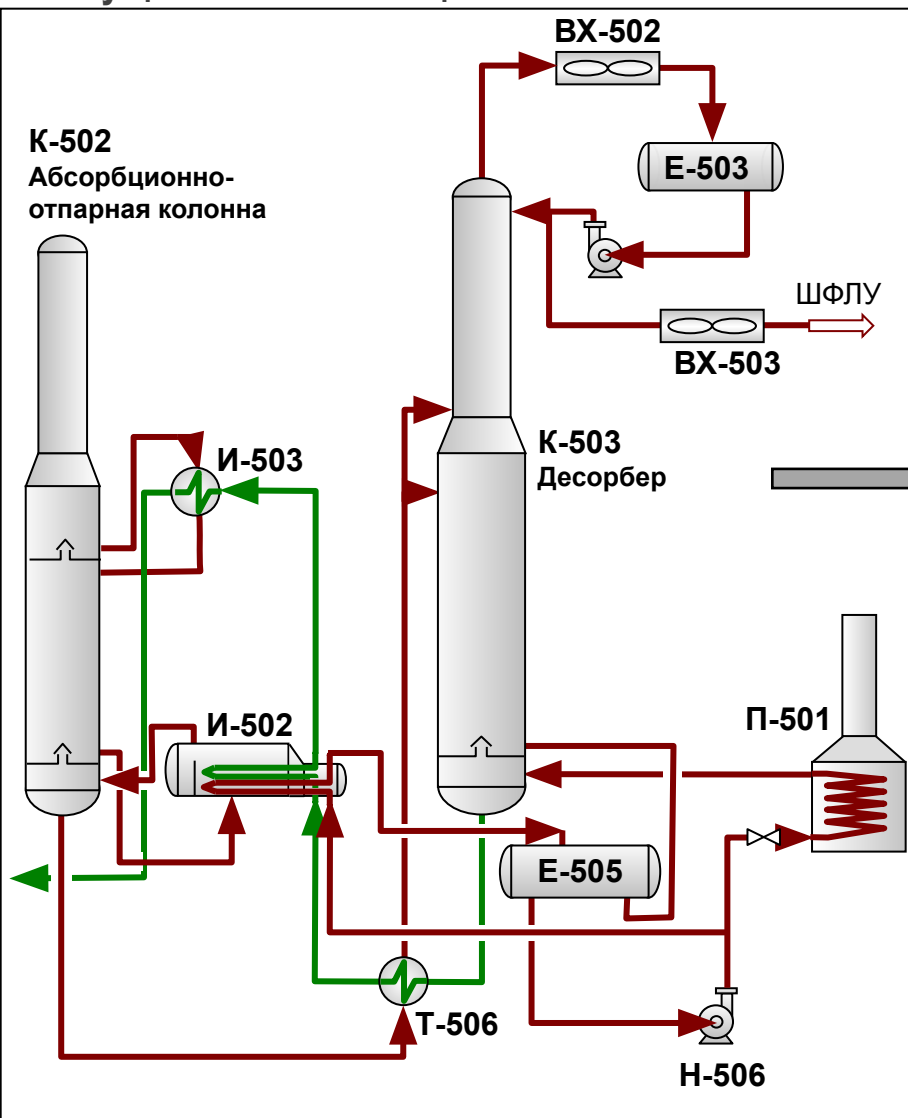 ВХ-502
К-502
Абсорбционно-
отпарная колонна
Е-503
ШФЛУ
ВХ-503
К-503
Десорбер
И-503
И-502
П-501
Е-505
Т-506
Н-506